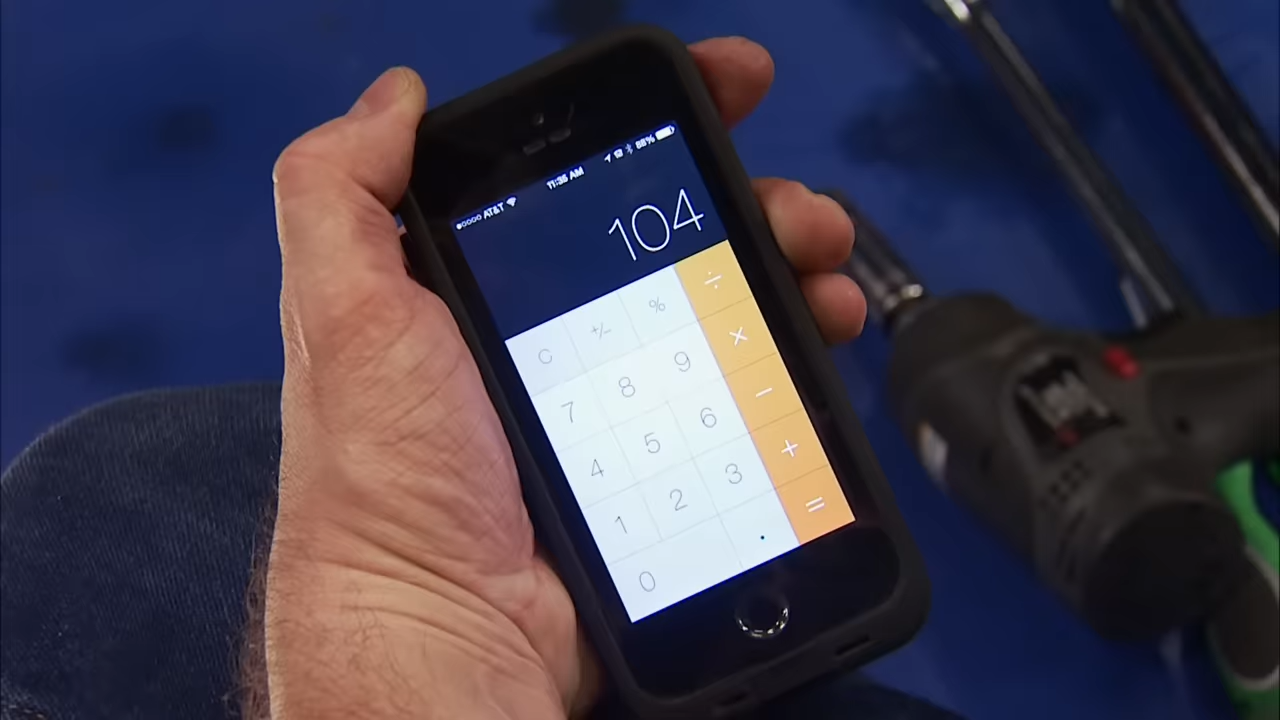 AT&T 11:35 AM 88%
104
C +/- % ÷
7 8 9 ×
4 5 6 −
1 2 3 +
0 . =